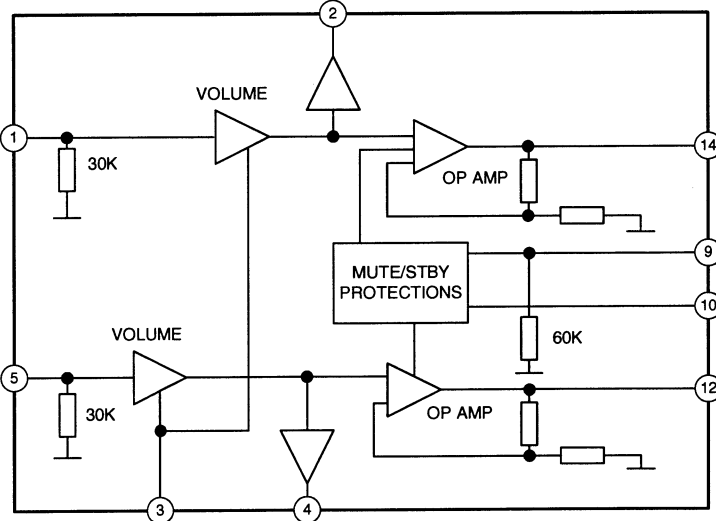 2
VOLUME
1
30K
14
OP AMP
MUTE/STBY
PROTECTIONS
9
10
60K
VOLUME
5
30K
12
OP AMP
3
4